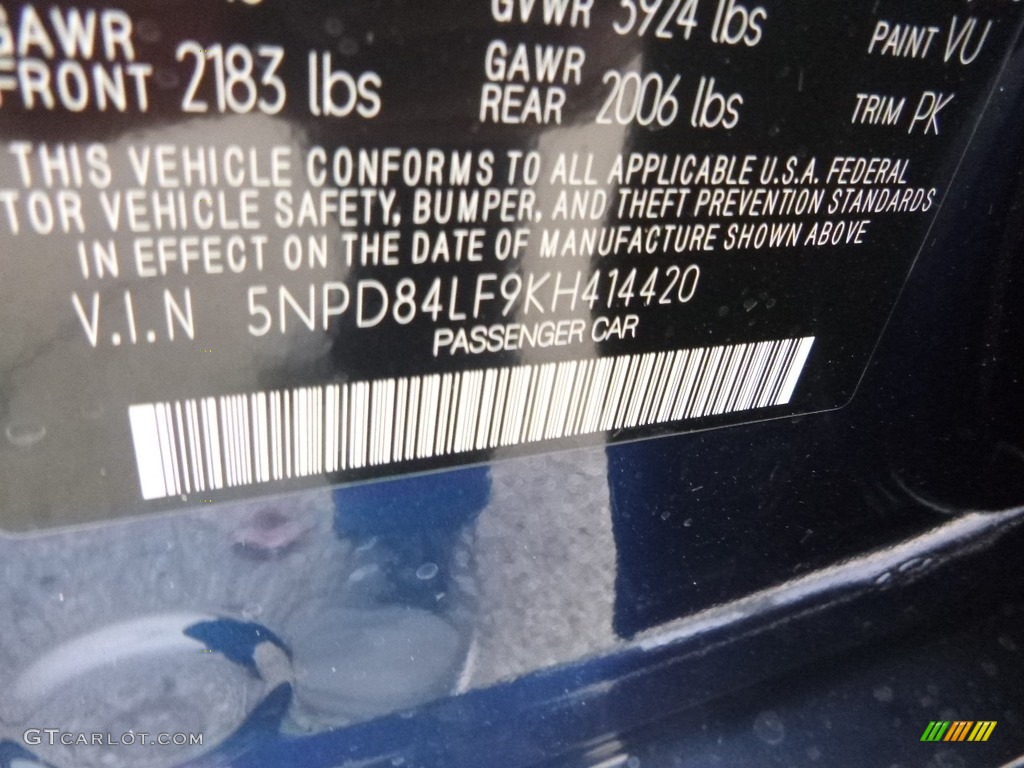 GVWR 3924 lbs
GAWR FRONT 2183 lbs GAWR REAR 2006 lbs
PAINT VU
TRIM PK
THIS VEHICLE CONFORMS TO ALL APPLICABLE U.S.A. FEDERAL
TOR VEHICLE SAFETY, BUMPER, AND THEFT PREVENTION STANDARDS
IN EFFECT ON THE DATE OF MANUFACTURE SHOWN ABOVE
V.I.N 5NPD84LF9KH414420
PASSENGER CAR
GTCARLOT.COM